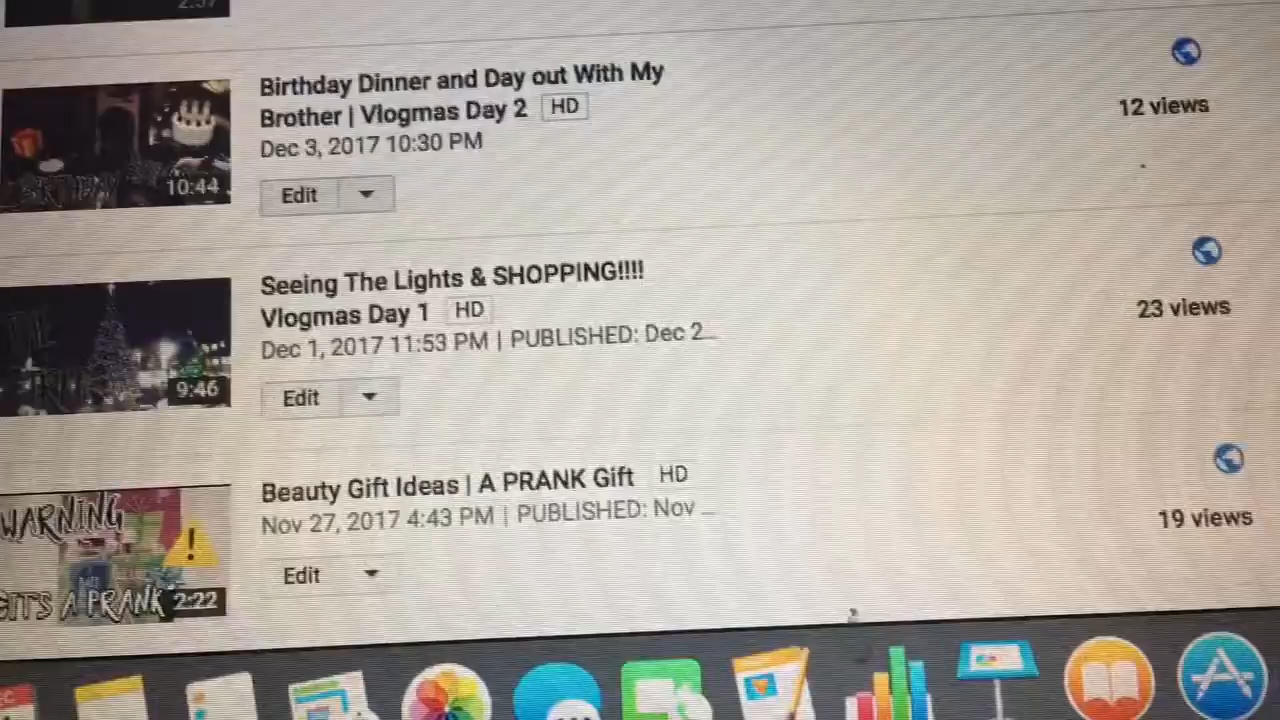 2:37
Birthday Dinner and Day out With My
Brother | Vlogmas Day 2 HD
Dec 3, 2017 10:30 PM
12 views
BIRTHDAY
10:44
Edit
Seeing The Lights & SHOPPING!!!!
Vlogmas Day 1 HD
Dec 1, 2017 11:53 PM | PUBLISHED: Dec 2...
23 views
9:46
Edit
Beauty Gift Ideas | A PRANK Gift HD
Nov 27, 2017 4:43 PM | PUBLISHED: Nov ...
19 views
WARNING
!
IT'S A PRANK 2:22
Edit